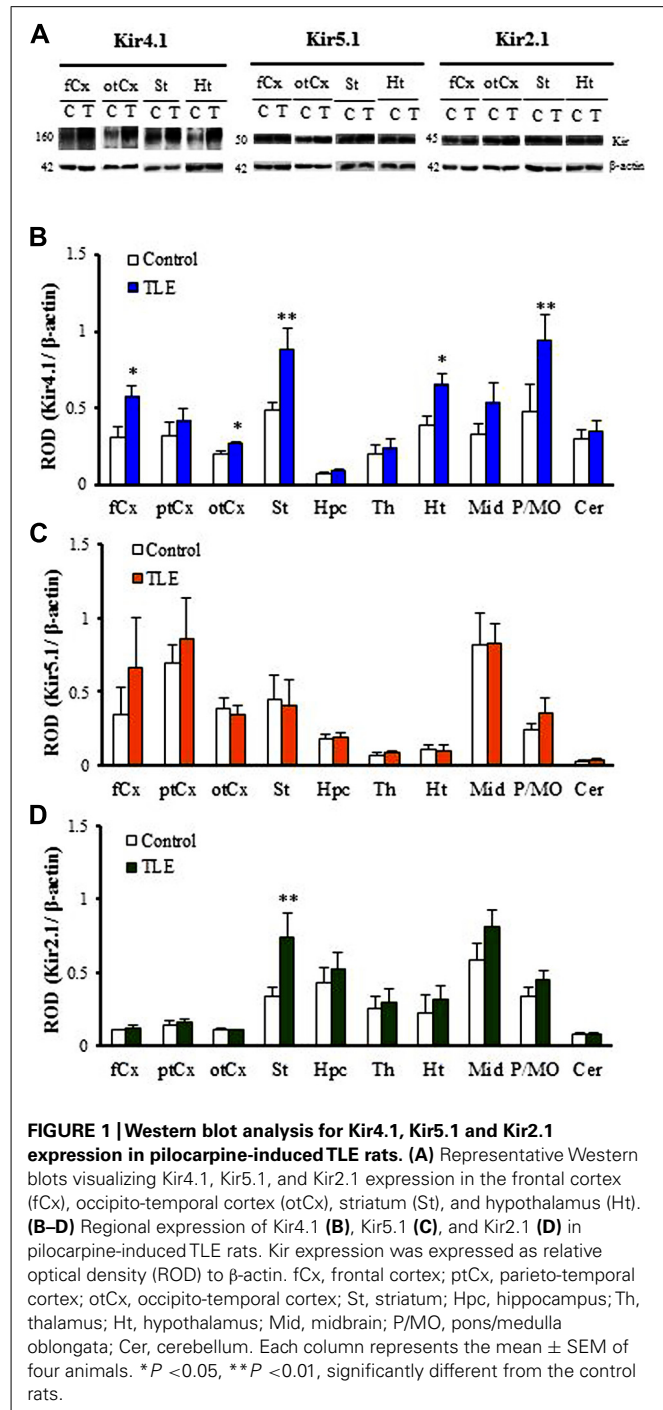 A
Kir4.1 Kir5.1 Kir2.1
fCx otCx St Ht fCx otCx St Ht fCx otCx St Ht
C T C T C T C T C T C T C T C T C T C T C T C T
160 50 45 Kir
42 42 42 β-actin
B
1.5
Control
TLE
1
0.5
0
ROD (Kir4.1/ β-actin)
* * ** * **
fCx ptCx otCx St Hpc Th Ht Mid P/MO Cer
C
1.5
Control
TLE
1
0.5
0
ROD (Kir5.1/ β-actin)
fCx ptCx otCx St Hpc Th Ht Mid P/MO Cer
D
1.5
Control
TLE
1
0.5
0
ROD (Kir2.1/ β-actin)
**
fCx ptCx otCx St Hpc Th Ht Mid P/MO Cer
FIGURE 1 | Western blot analysis for Kir4.1, Kir5.1 and Kir2.1
expression in pilocarpine-induced TLE rats. (A) Representative Western
blots visualizing Kir4.1, Kir5.1, and Kir2.1 expression in the frontal cortex
(fCx), occipito-temporal cortex (otCx), striatum (St), and hypothalamus (Ht).
(B–D) Regional expression of Kir4.1 (B), Kir5.1 (C), and Kir2.1 (D) in
pilocarpine-induced TLE rats. Kir expression was expressed as relative
optical density (ROD) to β-actin. fCx, frontal cortex; ptCx, parieto-temporal
cortex; otCx, occipito-temporal cortex; St, striatum; Hpc, hippocampus; Th,
thalamus; Ht, hypothalamus; Mid, midbrain; P/MO, pons/medulla
oblongata; Cer, cerebellum. Each column represents the mean ± SEM of
four animals. *P <0.05, **P <0.01, significantly different from the control
rats.